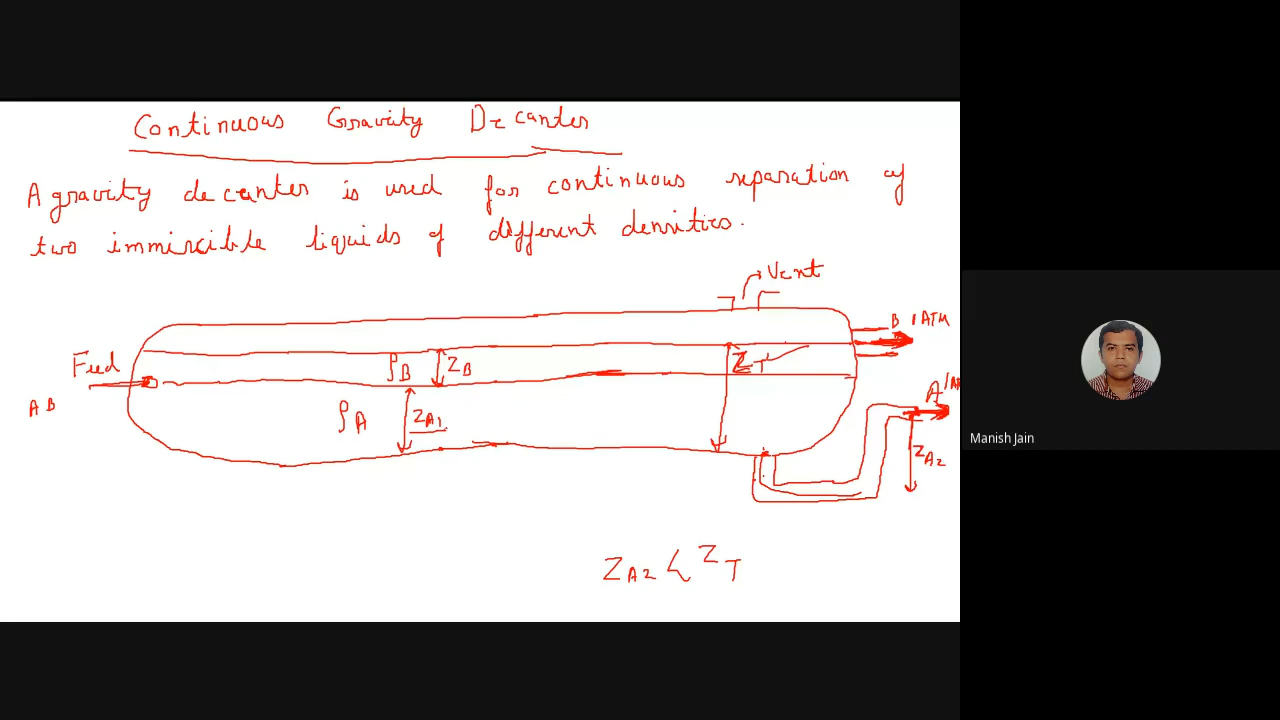 Continuous Gravity Decanter
A gravity decanter is used for continuous separation of
two immiscible liquids of different densities.
Vent
B 1 ATM
Feed
ρB ZB
ZT
A
A B
ρA ZA1
ZA2
Manish Jain
ZA2 < ZT